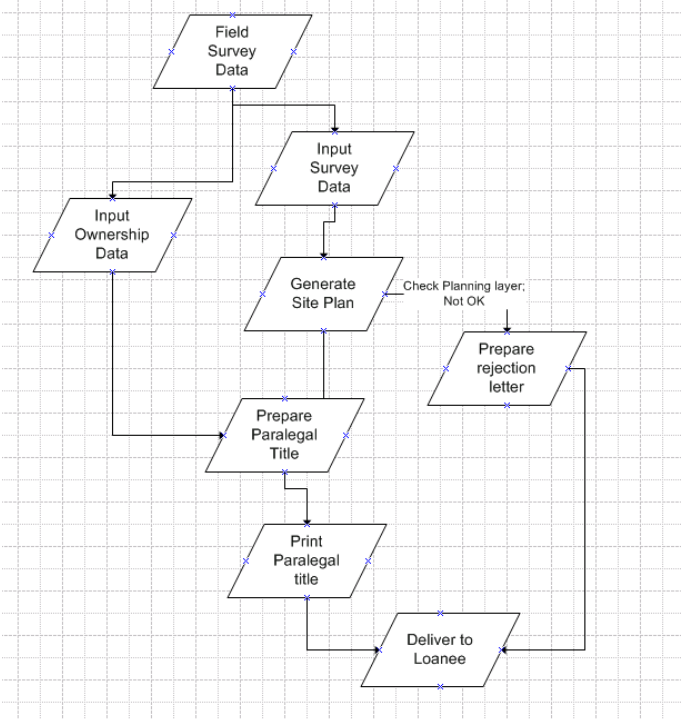 Field
Survey
Data
Input
Survey
Data
Input
Ownership
Data
Generate
Site Plan
Check Planning layer;
Not OK
Prepare
rejection
letter
Prepare
Paralegal
Title
Print
Paralegal
title
Deliver to
Loanee